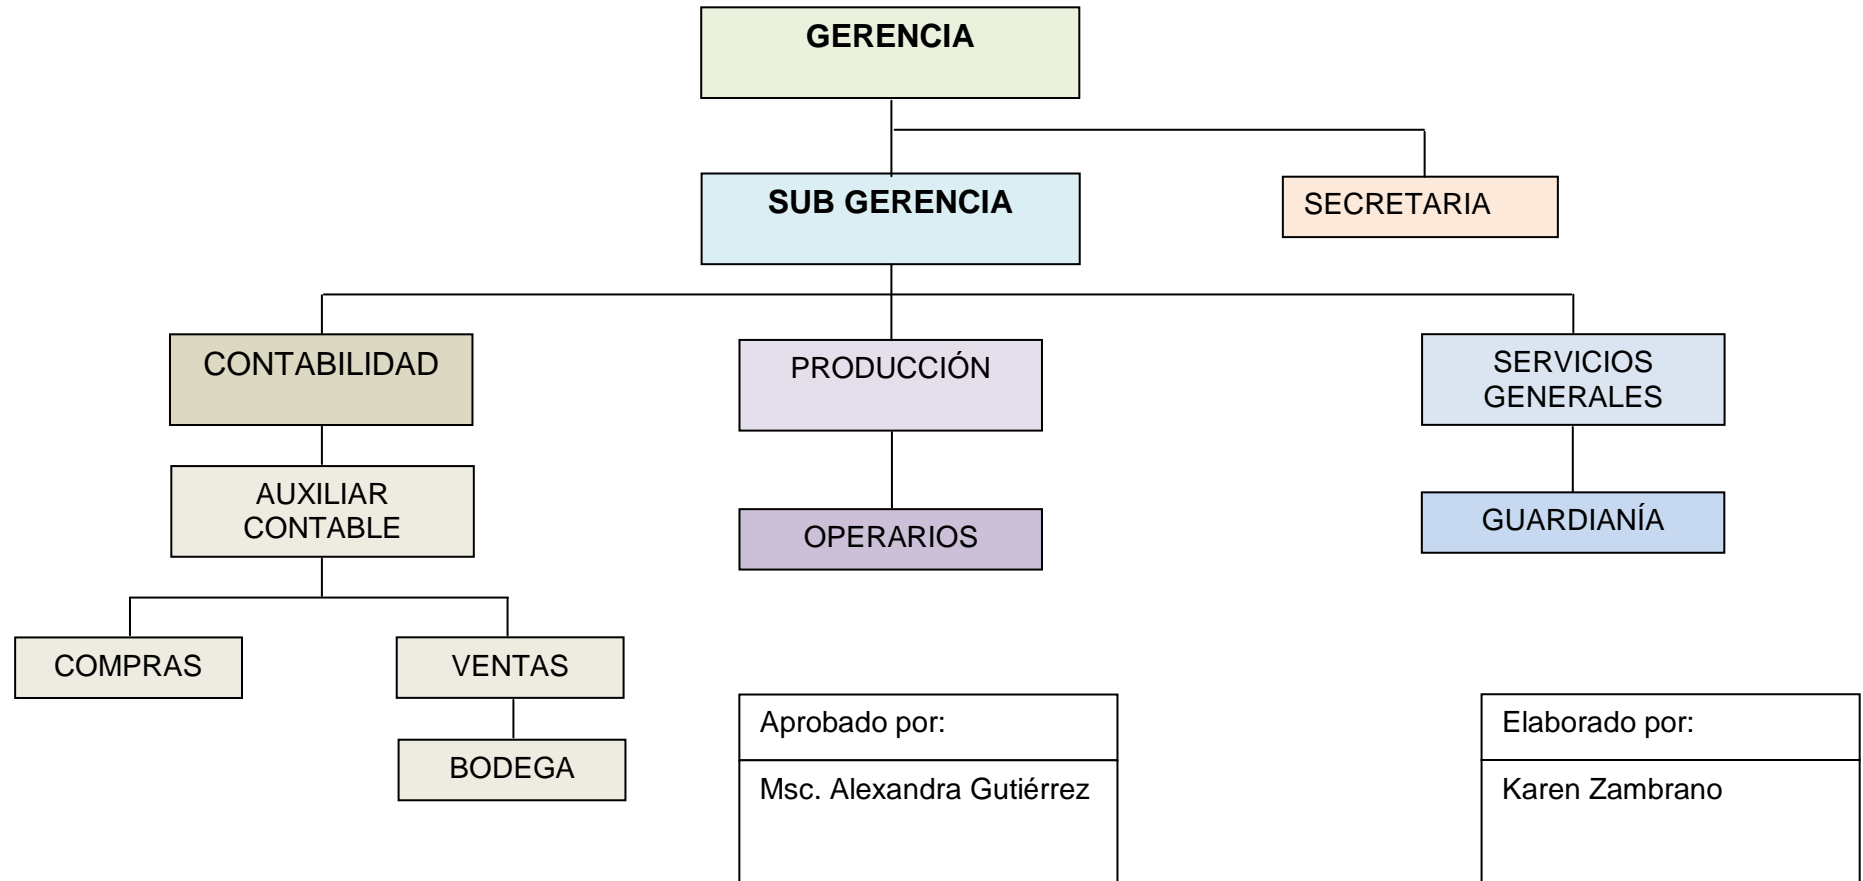 GERENCIA
SUB GERENCIA
SECRETARIA
CONTABILIDAD
PRODUCCIÓN
SERVICIOS
GENERALES
AUXILIAR
CONTABLE
OPERARIOS
GUARDIANÍA
COMPRAS
VENTAS
BODEGA
Aprobado por:
Msc. Alexandra Gutiérrez
Elaborado por:
Karen Zambrano